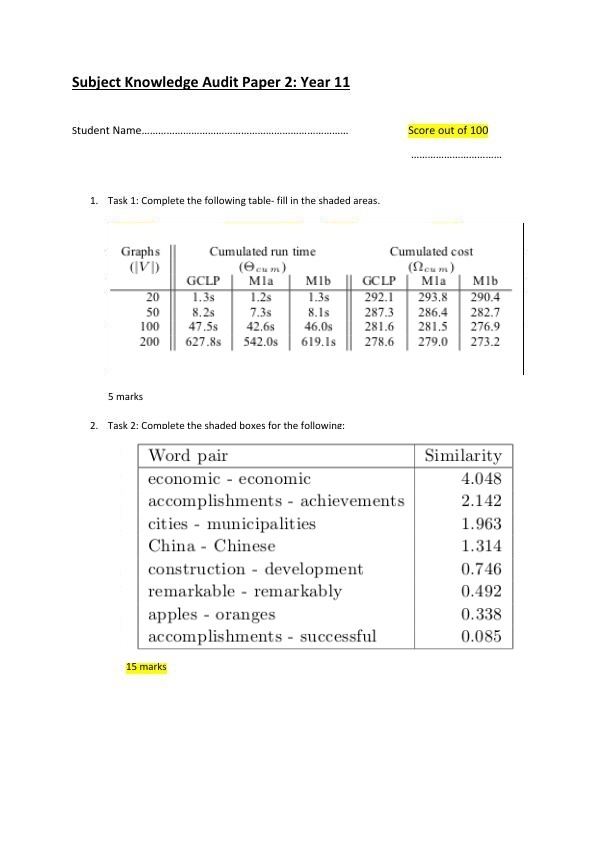 Subject Knowledge Audit Paper 2: Year 11
Student Name………………………………………………………………… Score out of 100
……………………………
1. Task 1: Complete the following table- fill in the shaded areas.
Graphs Cumulated run time Cumulated cost
(|V|) (Θcum) (Ωcum)
GCLP M1a M1b GCLP M1a M1b
20 1.3s 1.2s 1.3s 292.1 293.8 290.4
50 8.2s 7.3s 8.1s 287.3 286.4 282.7
100 47.5s 42.6s 46.0s 281.6 281.5 276.9
200 627.8s 542.0s 619.1s 278.6 279.0 273.2
5 marks
2. Task 2: Complete the shaded boxes for the following:
Word pair Similarity
economic - economic 4.048
accomplishments - achievements 2.142
cities - municipalities 1.963
China - Chinese 1.314
construction - development 0.746
remarkable - remarkably 0.492
apples - oranges 0.338
accomplishments - successful 0.085
15 marks